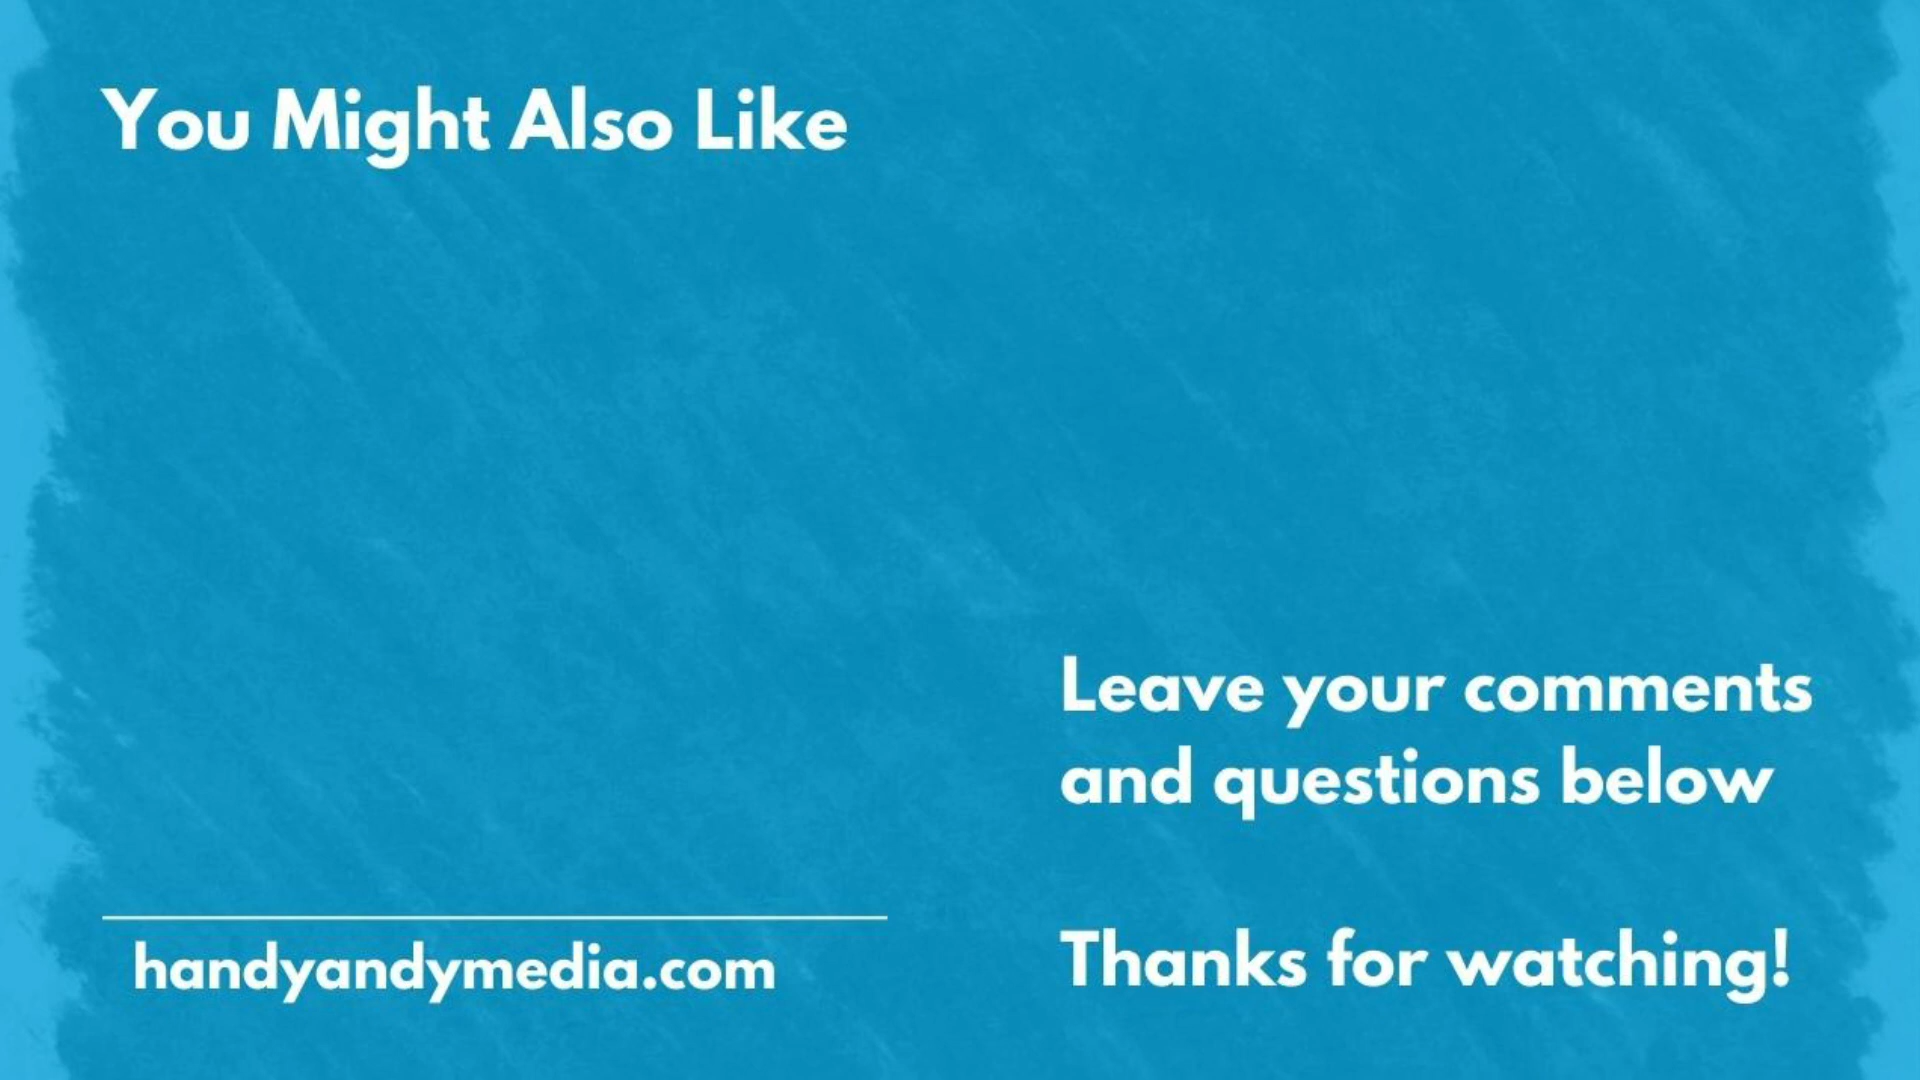 You Might Also Like
Leave your comments
and questions below
handyandymedia.com
Thanks for watching!